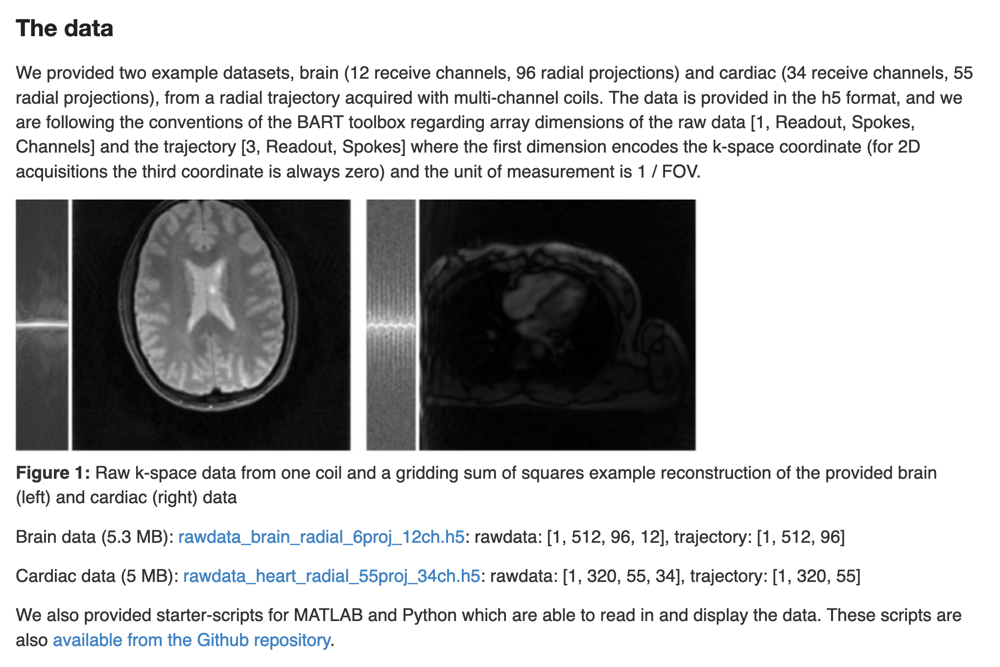 The data
We provided two example datasets, brain (12 receive channels, 96 radial projections) and cardiac (34 receive channels, 55
radial projections), from a radial trajectory acquired with multi-channel coils. The data is provided in the h5 format, and we
are following the conventions of the BART toolbox regarding array dimensions of the raw data [1, Readout, Spokes,
Channels] and the trajectory [3, Readout, Spokes] where the first dimension encodes the k-space coordinate (for 2D
acquisitions the third coordinate is always zero) and the unit of measurement is 1 / FOV.
Figure 1: Raw k-space data from one coil and a gridding sum of squares example reconstruction of the provided brain
(left) and cardiac (right) data
Brain data (5.3 MB): rawdata_brain_radial_6proj_12ch.h5: rawdata: [1, 512, 96, 12], trajectory: [1, 512, 96]
Cardiac data (5 MB): rawdata_heart_radial_55proj_34ch.h5: rawdata: [1, 320, 55, 34], trajectory: [1, 320, 55]
We also provided starter-scripts for MATLAB and Python which are able to read in and display the data. These scripts are
also available from the Github repository.